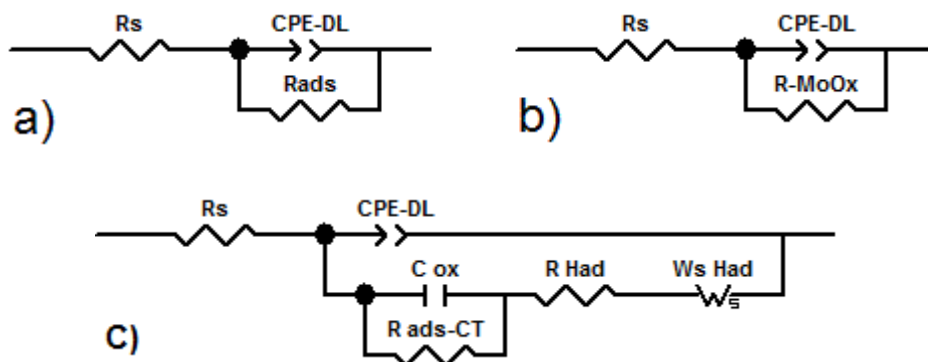 Rs
CPE-DL
Rads
a)
Rs
CPE-DL
R-MoOx
b)
Rs
CPE-DL
C ox
R Had
Ws Had
s
R ads-CT
c)